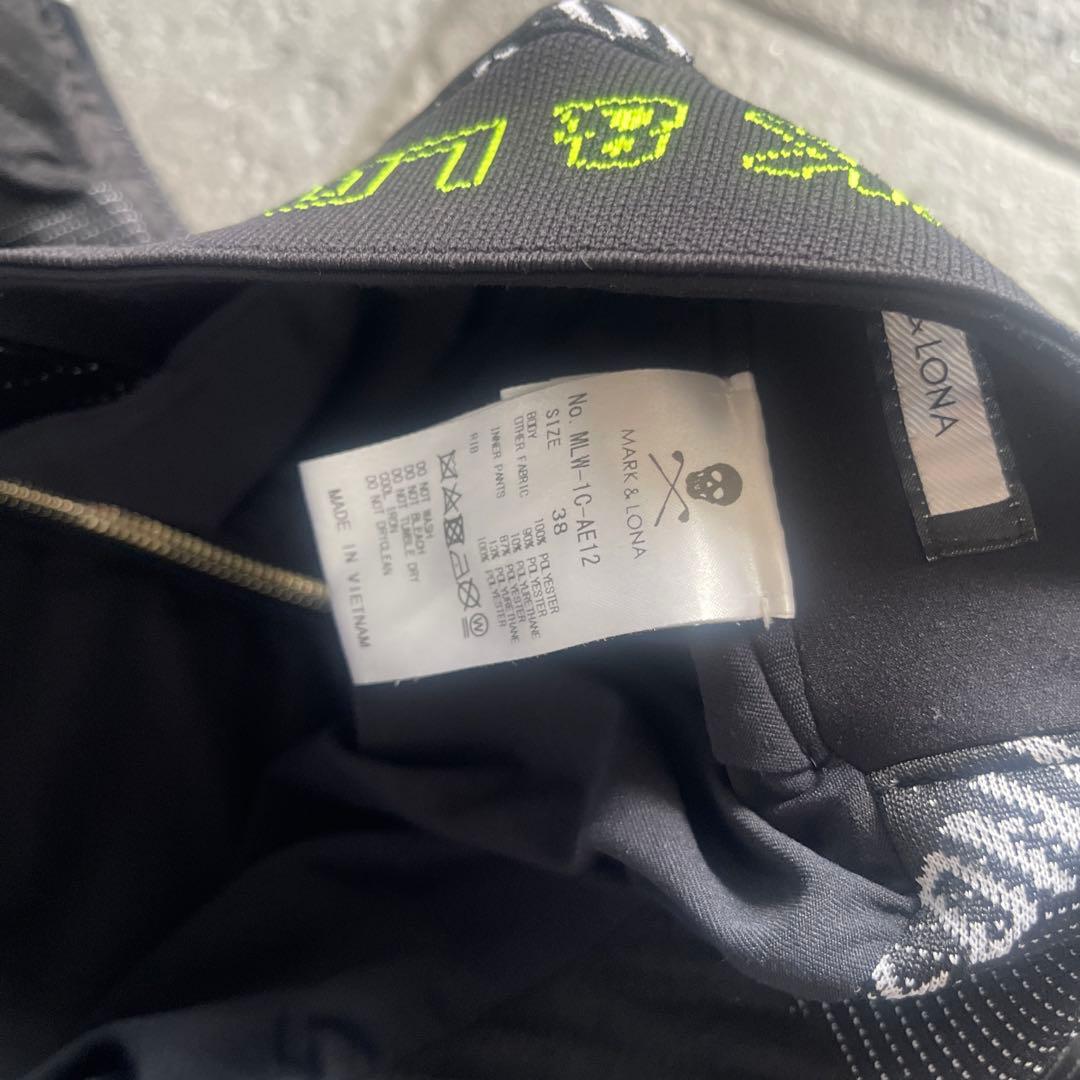 & LONA
MARK & LONA
No. MLW-1C-AE12
SIZE 38
BODY 100% POLYESTER
OTHER FABRIC 90% POLYESTER
10% POLYURETHANE
INNER PANTS 87% POLYESTER
13% POLYURETHANE
RIB 100% POLYESTER
W
DO NOT WASH
DO NOT BLEACH
DO NOT TUMBLE DRY
COOL IRON
DO NOT DRYCLEAN
MADE IN VIETNAM